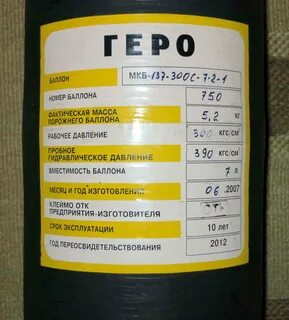 ГЕРО
БАЛЛОН МКБ-137-300С-7-2-1
НОМЕР БАЛЛОНА 750
ФАКТИЧЕСКАЯ МАССА
ПОРОЖНЕГО БАЛЛОНА 5,2 КГ
РАБОЧЕЕ ДАВЛЕНИЕ 300 КГС/СМ²
ПРОБНОЕ
ГИДРАВЛИЧЕСКОЕ ДАВЛЕНИЕ 390 КГС/СМ²
ВМЕСТИМОСТЬ БАЛЛОНА 7 Л
МЕСЯЦ И ГОД ИЗГОТОВЛЕНИЯ 06.2007
КЛЕЙМО ОТК
ПРЕДПРИЯТИЯ-ИЗГОТОВИТЕЛЯ
СРОК ЭКСПЛУАТАЦИИ 10 лет
ГОД ПЕРЕОСВИДЕТЕЛЬСТВОВАНИЯ 2012